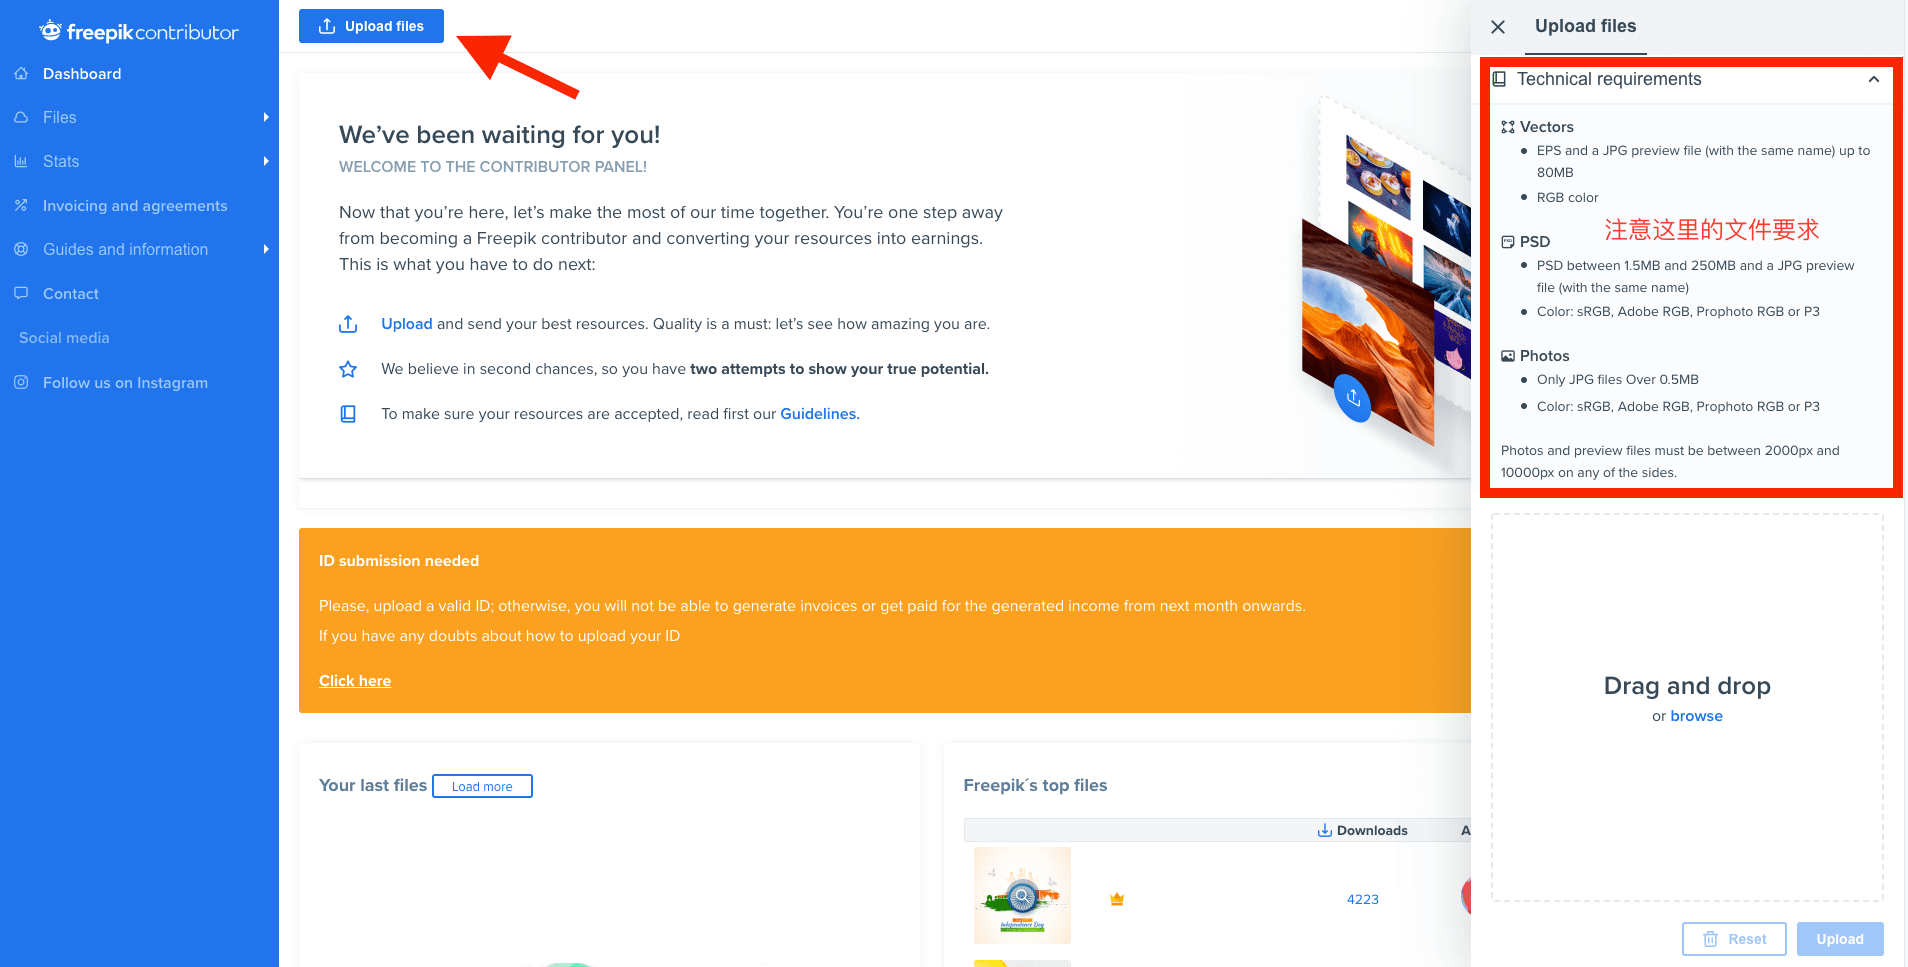 freepikcontributor
Dashboard
Files
Stats
Invoicing and agreements
Guides and information
Contact
Social media
Follow us on Instagram
Upload files
We’ve been waiting for you!
WELCOME TO THE CONTRIBUTOR PANEL!
Now that you’re here, let’s make the most of our time together. You’re one step away
from becoming a Freepik contributor and converting your resources into earnings.
This is what you have to do next:
Upload and send your best resources. Quality is a must: let’s see how amazing you are.
We believe in second chances, so you have two attempts to show your true potential.
To make sure your resources are accepted, read first our Guidelines.
ID submission needed
Please, upload a valid ID; otherwise, you will not be able to generate invoices or get paid for the generated income from next month onwards.
If you have any doubts about how to upload your ID
Click here
Your last files
Load more
Freepik´s top files
Downloads
A
Independence Day
4223
Upload files
Technical requirements
Vectors
EPS and a JPG preview file (with the same name) up to
80MB
RGB color
注意这里的文件要求
PSD
PSD between 1.5MB and 250MB and a JPG preview
file (with the same name)
Color: sRGB, Adobe RGB, Prophoto RGB or P3
Photos
Only JPG files Over 0.5MB
Color: sRGB, Adobe RGB, Prophoto RGB or P3
Photos and preview files must be between 2000px and
10000px on any of the sides.
Drag and drop
or browse
Reset
Upload